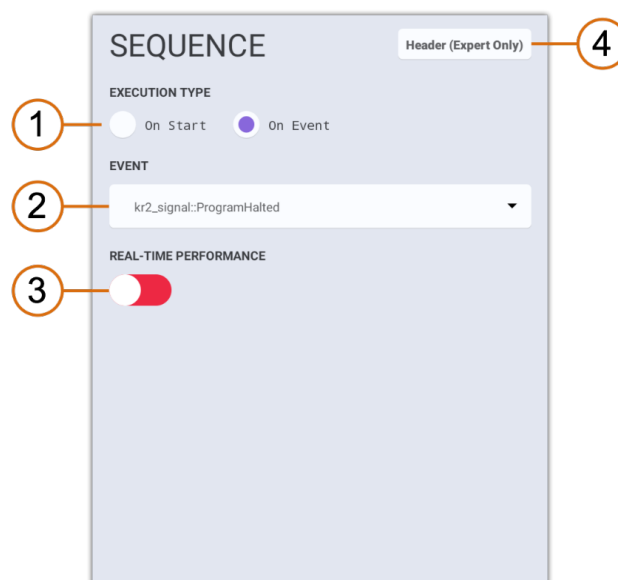 SEQUENCE
Header (Expert Only)
4
EXECUTION TYPE
1
On Start
On Event
EVENT
2
kr2_signal::ProgramHalted
REAL-TIME PERFORMANCE
3